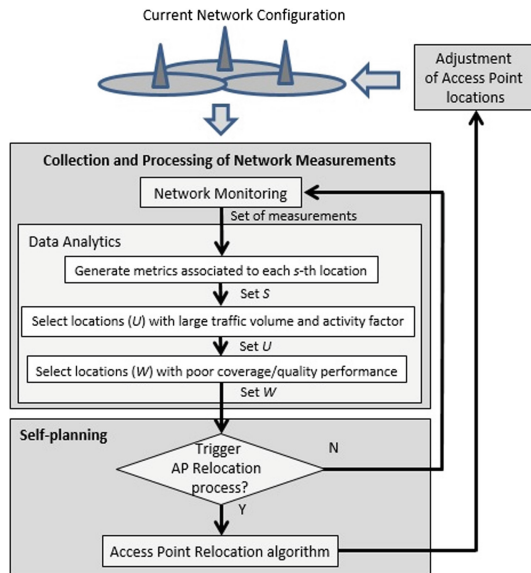 Current Network Configuration
Adjustment
of Access Point
locations
Collection and Processing of Network Measurements
Network Monitoring
Set of measurements
Data Analytics
Generate metrics associated to each s-th location
Set S
Select locations (U) with large traffic volume and activity factor
Set U
Select locations (W) with poor coverage/quality performance
Set W
Self-planning
Trigger
AP Relocation
process?
N
Y
Access Point Relocation algorithm